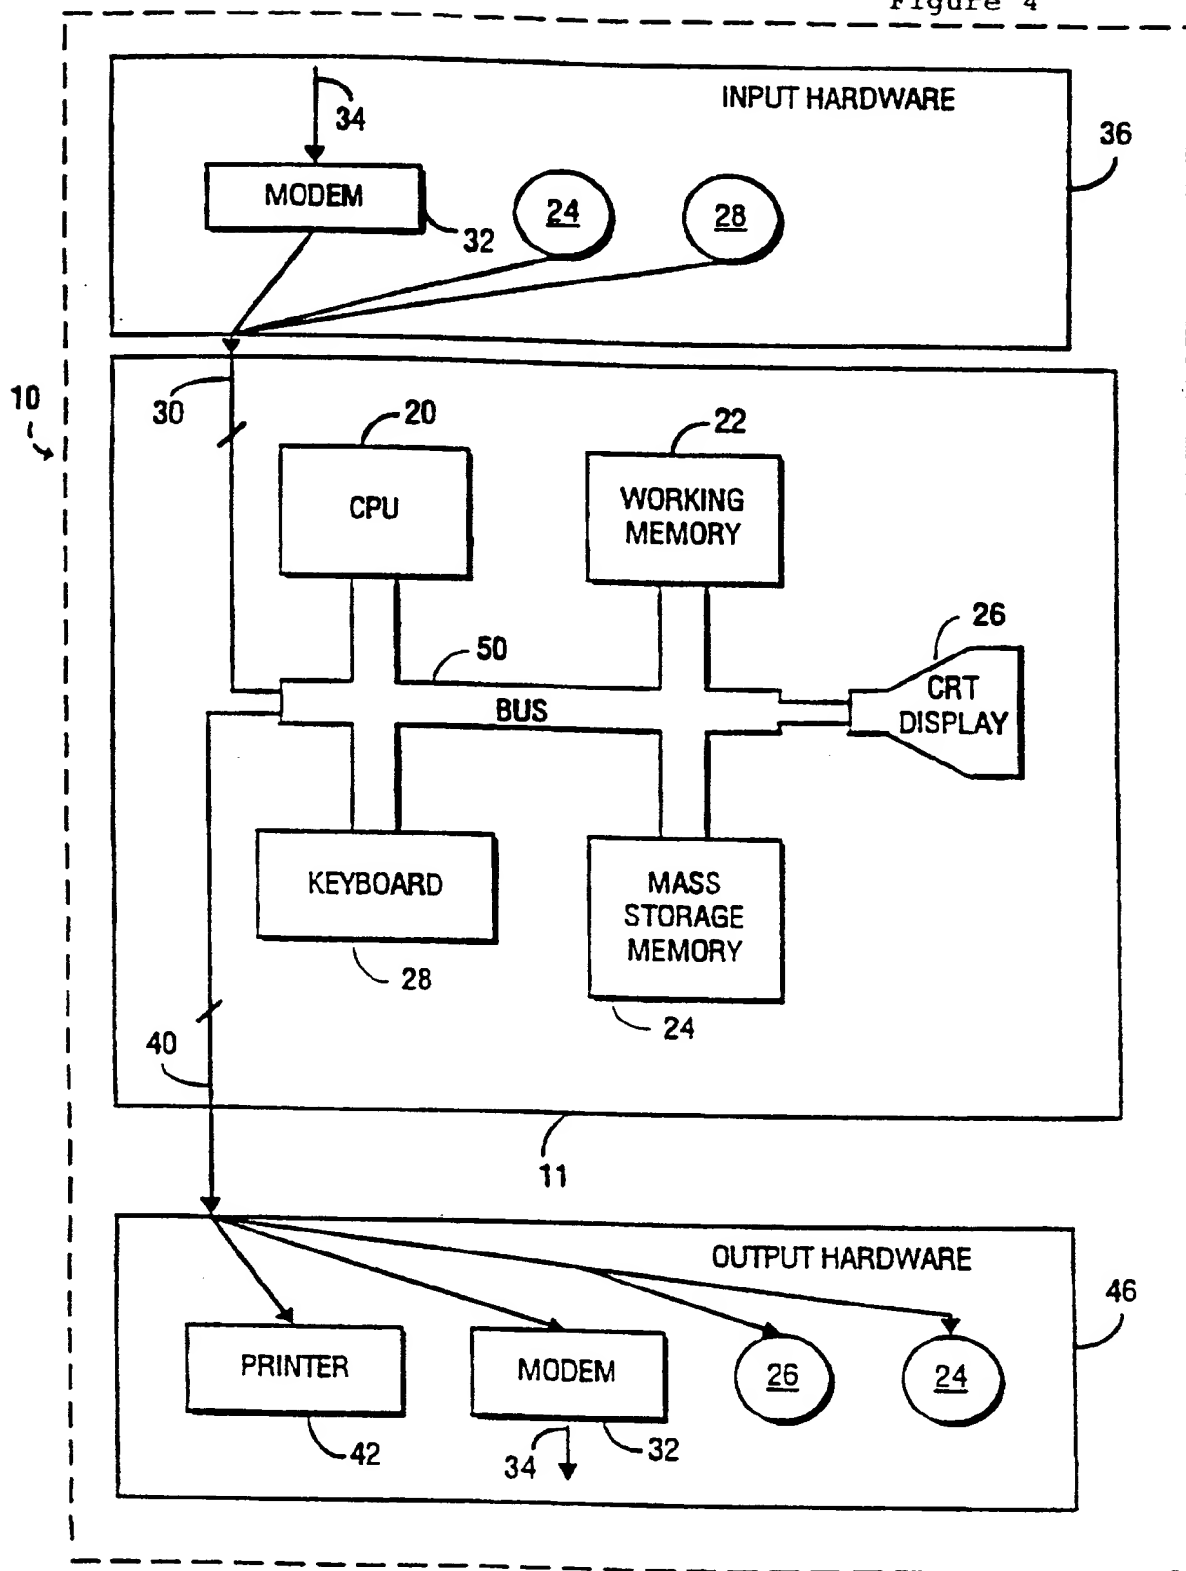 Figure 4
INPUT HARDWARE
34
36
MODEM
24
28
32
10
30
20
22
CPU
WORKING
MEMORY
26
50
CRT
DISPLAY
BUS
KEYBOARD
MASS
STORAGE
MEMORY
28
24
40
11
OUTPUT HARDWARE
46
PRINTER
MODEM
26
24
42
34
32